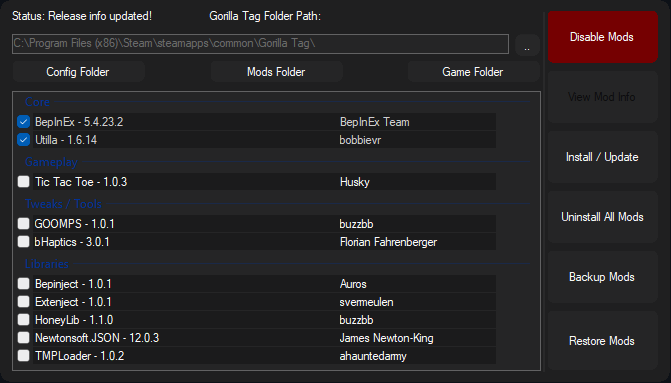 Status: Release info updated! Gorilla Tag Folder Path:
C:\Program Files (x86)\Steam\steamapps\common\Gorilla Tag\ ..
Config Folder Mods Folder Game Folder
Core
BepInEx - 5.4.23.2 BepInEx Team
Utilla - 1.6.14 bobbievr
Gameplay
Tic Tac Toe - 1.0.3 Husky
Tweaks / Tools
GOOMPS - 1.0.1 buzzbb
bHaptics - 3.0.1 Florian Fahrenberger
Libraries
Bepinject - 1.0.1 Auros
Extenject - 1.0.1 svermeulen
HoneyLib - 1.1.0 buzzbb
Newtonsoft.JSON - 12.0.3 James Newton-King
TMPLoader - 1.0.2 ahauntedarmy
Disable Mods
View Mod Info
Install / Update
Uninstall All Mods
Backup Mods
Restore Mods